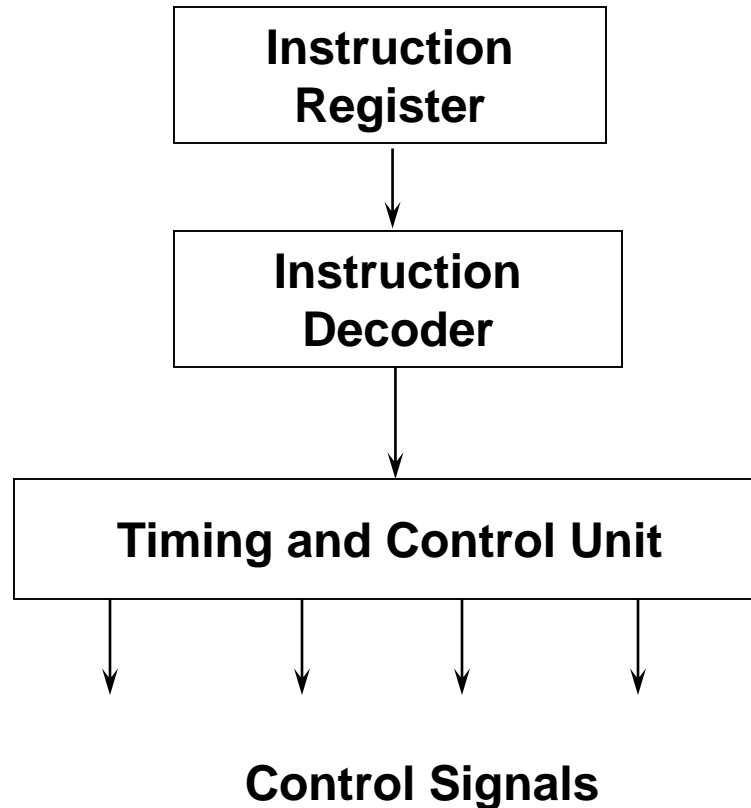 Instruction
Register
Instruction
Decoder
Timing and Control Unit
Control Signals